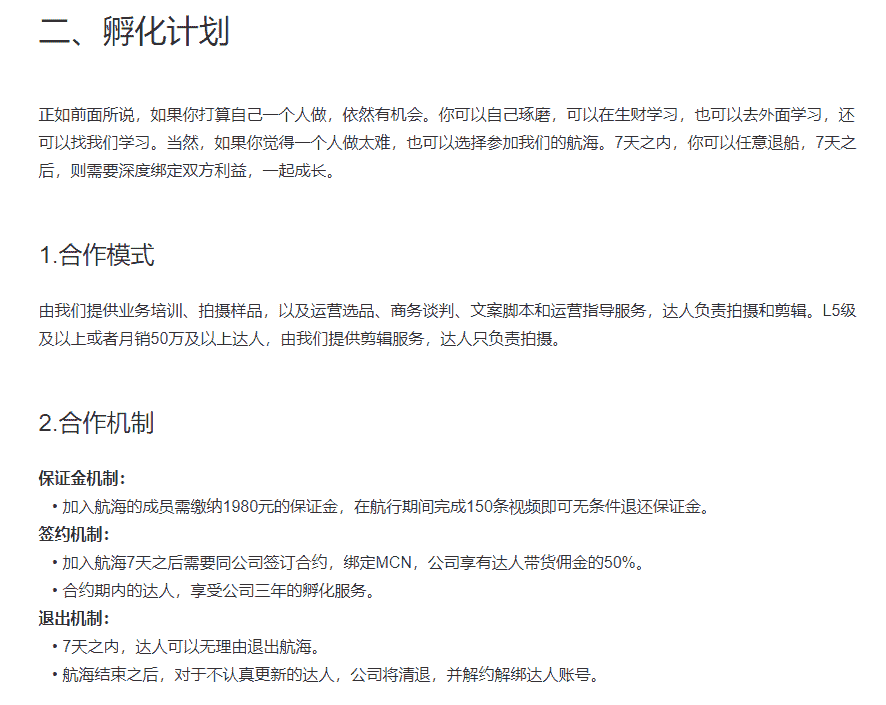 二、孵化计划
正如前面所说，如果你打算自己一个人做，依然有机会。你可以自己琢磨，可以在生财学习，也可以去外面学习，还
可以找我们学习。当然，如果你觉得一个人做太难，也可以选择参加我们的航海。7天之内，你可以任意退船，7天之
后，则需要深度绑定双方利益，一起成长。
1.合作模式
由我们提供业务培训、拍摄样品，以及运营选品、商务谈判、文案脚本和运营指导服务，达人负责拍摄和剪辑。L5级
及以上或者月销50万及以上达人，由我们提供剪辑服务，达人只负责拍摄。
2.合作机制
保证金机制：
• 加入航海的成员需缴纳1980元的保证金，在航行期间完成150条视频即可无条件退还保证金。
签约机制：
• 加入航海7天之后需要同公司签订合约，绑定MCN，公司享有达人带货佣金的50%。
• 合约期内的达人，享受公司三年的孵化服务。
退出机制：
• 7天之内，达人可以无理由退出航海。
• 航海结束之后，对于不认真更新的达人，公司将清退，并解约解绑达人账号。